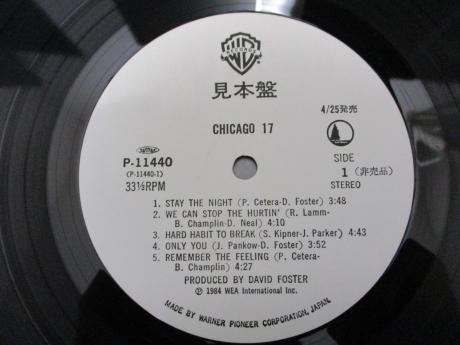 見本盤
4/25発売
CHICAGO 17
P-11440
(P-11440-1)
33⅓RPM
SIDE
1 (非売品)
STEREO
1. STAY THE NIGHT (P. Cetera-D. Foster) 3:48
2. WE CAN STOP THE HURTIN' (R. Lamm-
B. Champlin-D. Neal) 4:10
3. HARD HABIT TO BREAK (S. Kipner-J. Parker) 4:43
4. ONLY YOU (J. Pankow-D. Foster) 3:52
5. REMEMBER THE FEELING (P. Cetera-
B. Champlin) 4:27
PRODUCED BY DAVID FOSTER
℗ 1984 WEA International Inc.
MADE BY WARNER PIONEER CORPORATION, JAPAN.